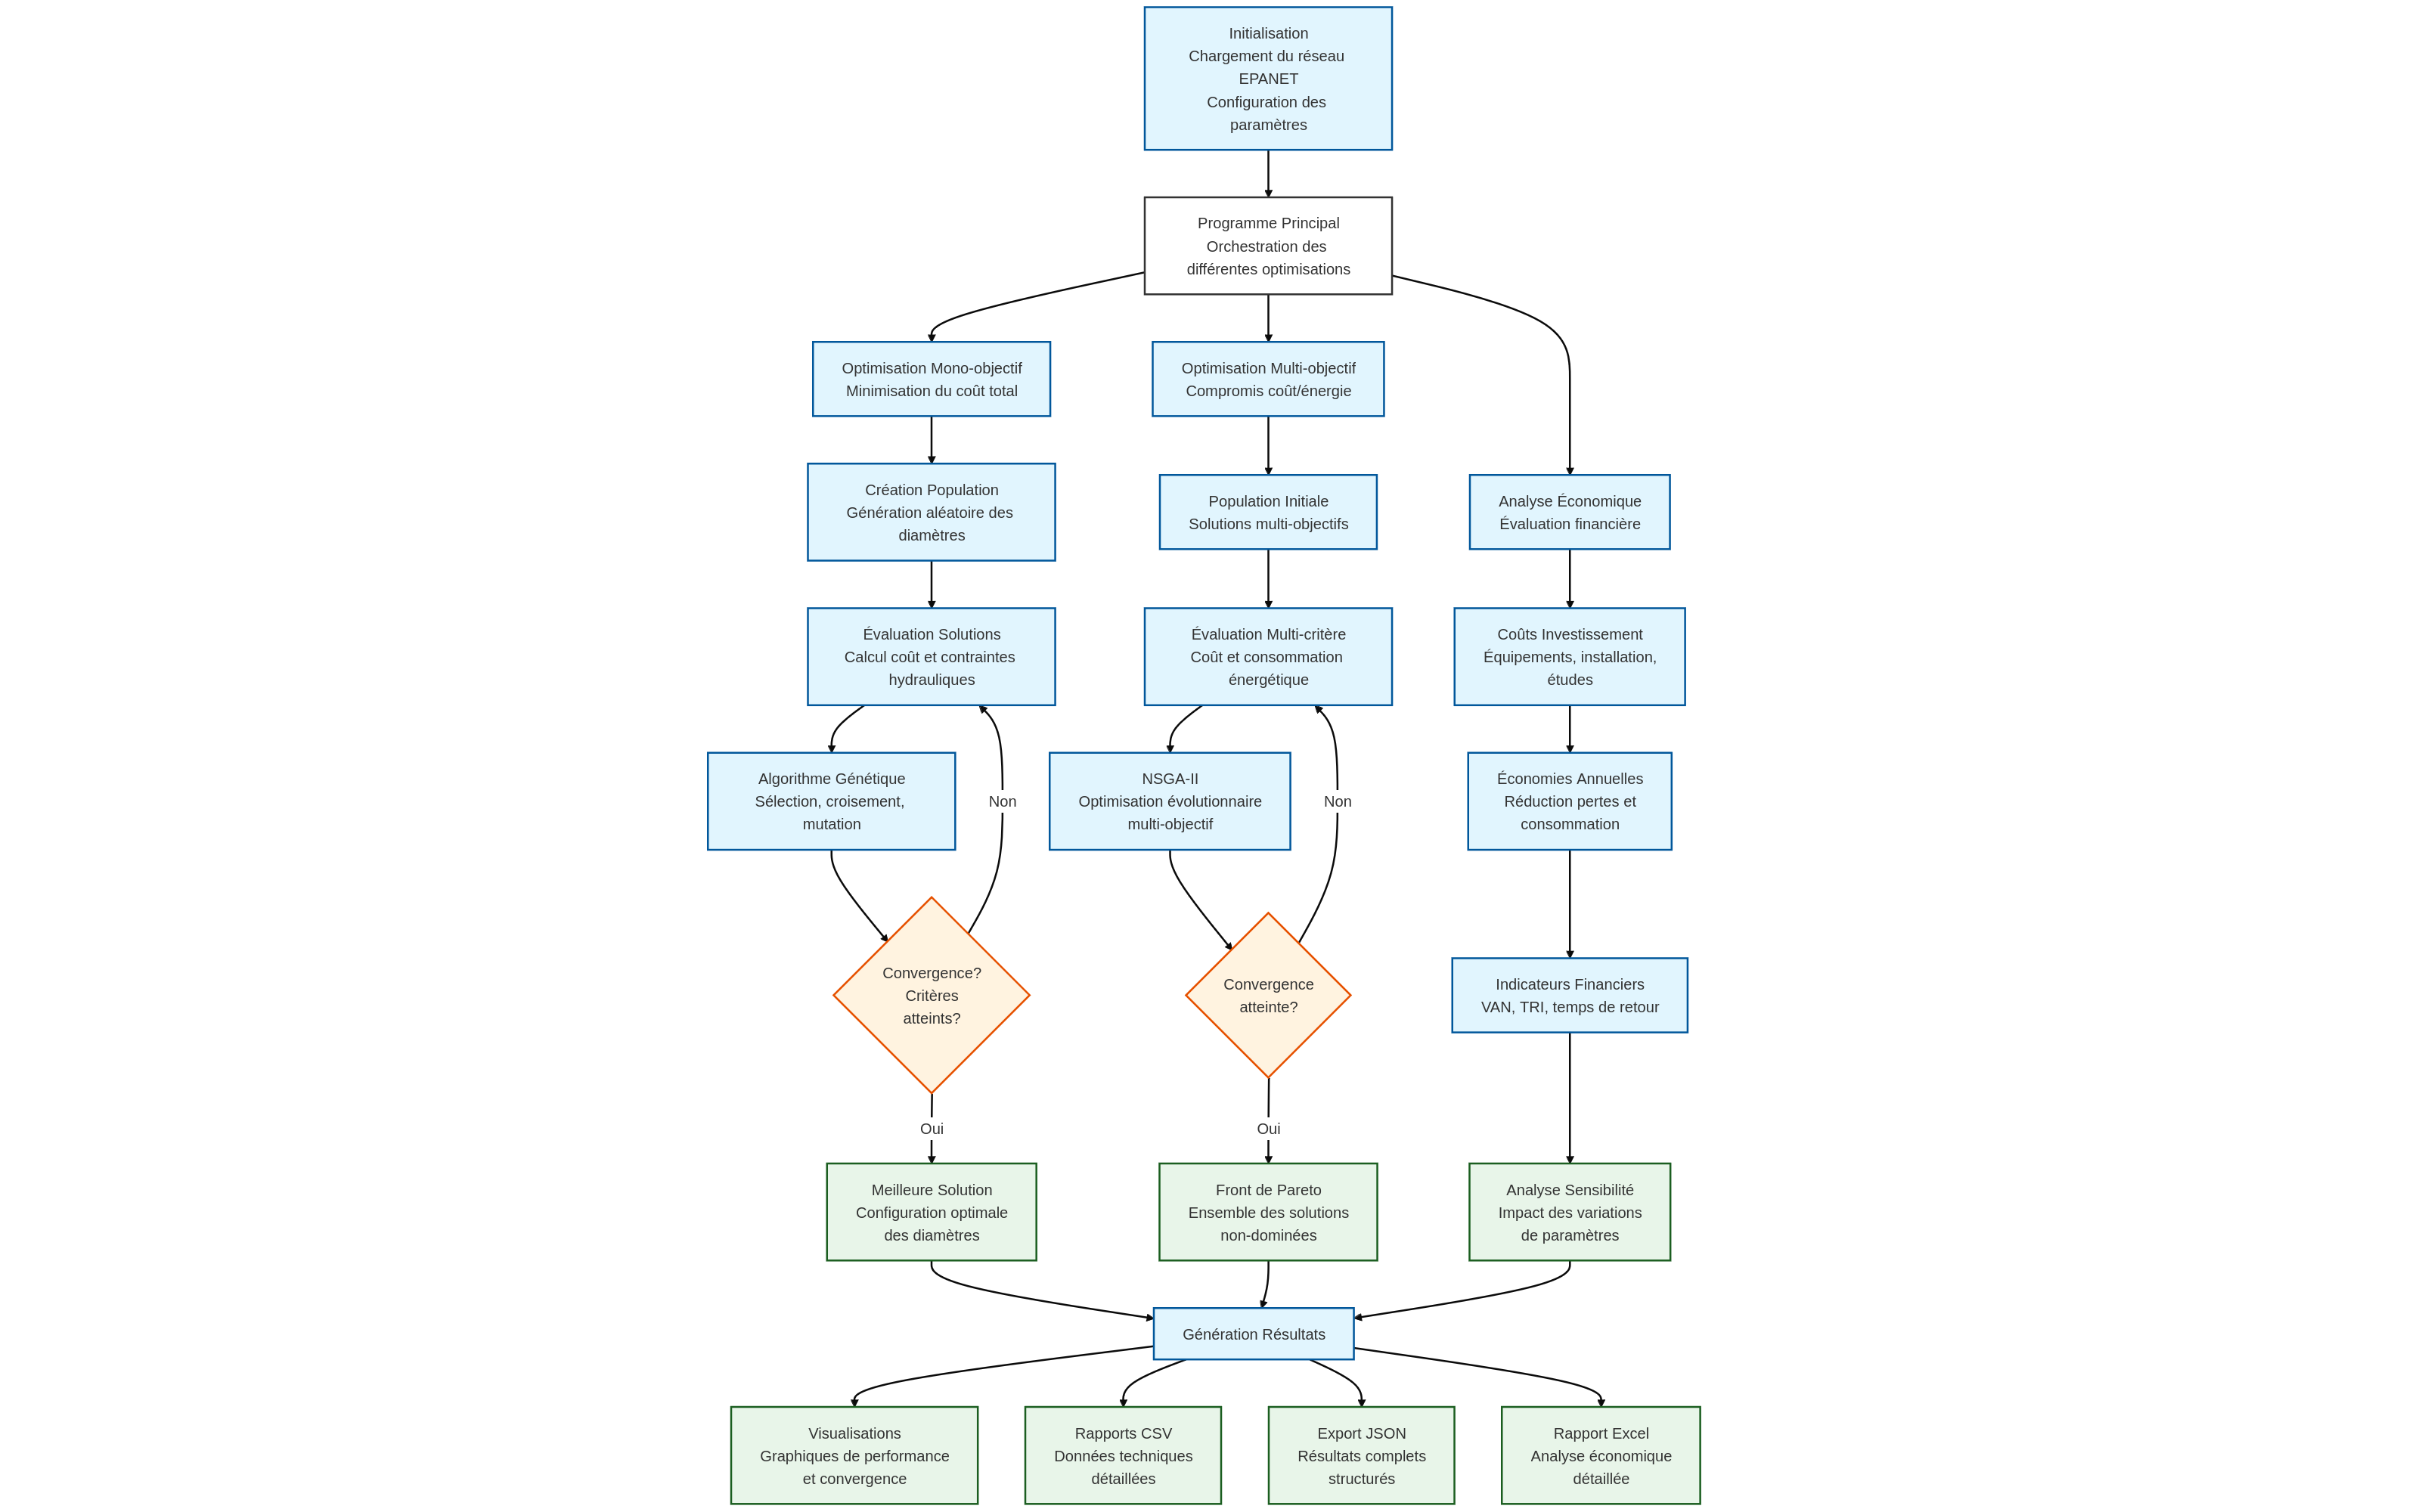 Initialisation
Chargement du réseau
EPANET
Configuration des
paramètres
Programme Principal
Orchestration des
différentes optimisations
Optimisation Mono-objectif
Minimisation du coût total
Optimisation Multi-objectif
Compromis coût/énergie
Création Population
Génération aléatoire des
diamètres
Population Initiale
Solutions multi-objectifs
Analyse Économique
Évaluation financière
Évaluation Solutions
Calcul coût et contraintes
hydrauliques
Évaluation Multi-critère
Coût et consommation
énergétique
Coûts Investissement
Équipements, installation,
études
Algorithme Génétique
Sélection, croisement,
mutation
Non
NSGA-II
Optimisation évolutionnaire
multi-objectif
Non
Économies Annuelles
Réduction pertes et
consommation
Convergence?
Critères
atteints?
Convergence
atteinte?
Indicateurs Financiers
VAN, TRI, temps de retour
Oui
Oui
Meilleure Solution
Configuration optimale
des diamètres
Front de Pareto
Ensemble des solutions
non-dominées
Analyse Sensibilité
Impact des variations
de paramètres
Génération Résultats
Visualisations
Graphiques de performance
et convergence
Rapports CSV
Données techniques
détaillées
Export JSON
Résultats complets
structurés
Rapport Excel
Analyse économique
détaillée